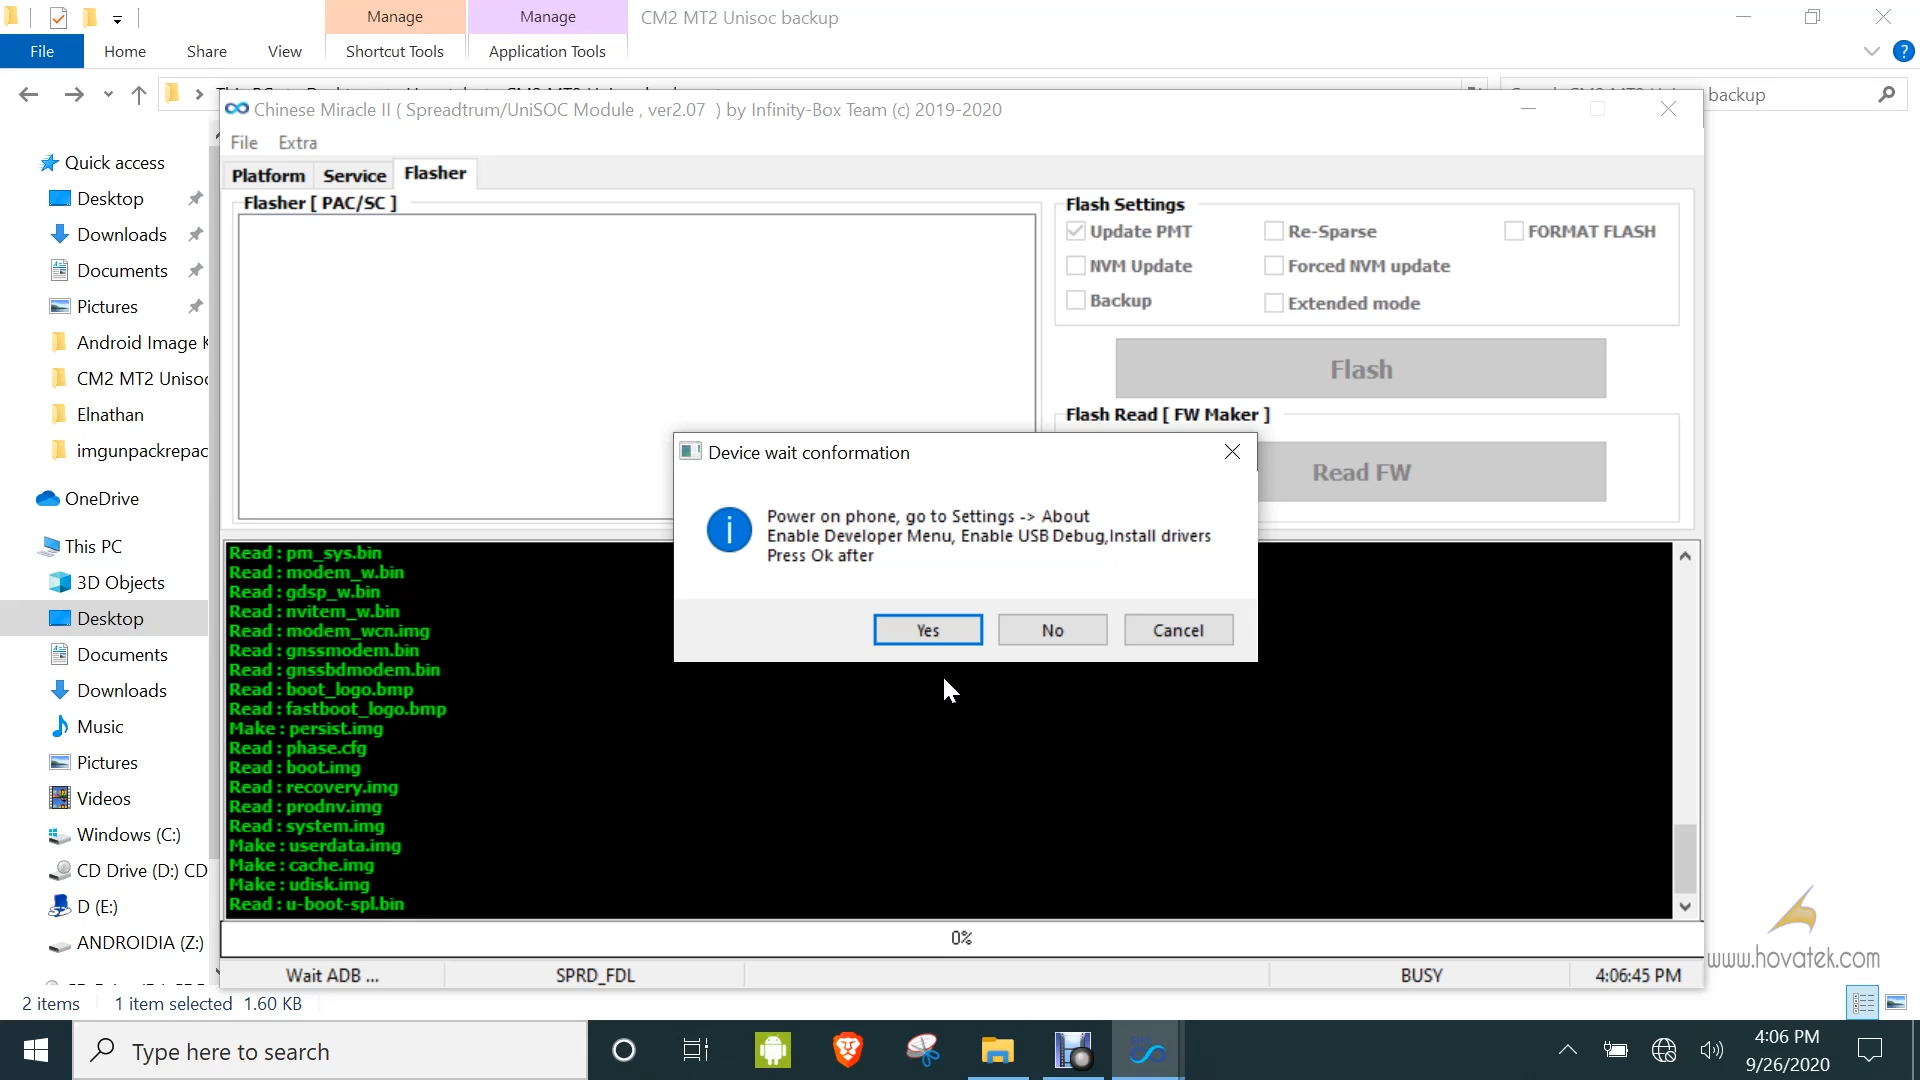 Manage
Manage
CM2 MT2 Unisoc backup
File
Home
Share
View
Shortcut Tools
Application Tools
backup
Chinese Miracle II ( Spreadtrum/UniSOC Module , ver2.07 ) by Infinity-Box Team (c) 2019-2020
File Extra
Platform Service Flasher
Quick access
Desktop
Downloads
Documents
Pictures
Android Image K
CM2 MT2 Unisoc
Elnathan
imgunpackrepac
OneDrive
This PC
3D Objects
Desktop
Documents
Downloads
Music
Pictures
Videos
Windows (C:)
CD Drive (D:) CD
D (E:)
ANDROIDIA (Z:)
Flasher [ PAC/SC ]
Flash Settings
Update PMT
Re-Sparse
FORMAT FLASH
NVM Update
Forced NVM update
Backup
Extended mode
Flash
Flash Read [ FW Maker ]
Read FW
Device wait conformation
Power on phone, go to Settings -> About
Enable Developer Menu, Enable USB Debug,Install drivers
Press Ok after
Yes
No
Cancel
Read : pm_sys.bin
Read : modem_w.bin
Read : gdsp_w.bin
Read : nvitem_w.bin
Read : modem_wcn.img
Read : gnssmodem.bin
Read : gnssbdmodem.bin
Read : boot_logo.bmp
Read : fastboot_logo.bmp
Make : persist.img
Read : phase.cfg
Read : boot.img
Read : recovery.img
Read : prodnv.img
Read : system.img
Make : userdata.img
Make : cache.img
Make : udisk.img
Read : u-boot-spl.bin
0%
Wait ADB ...
SPRD_FDL
BUSY
4:06:45 PM
www.hovatek.com
2 items
1 item selected 1.60 KB
Type here to search
4:06 PM
9/26/2020